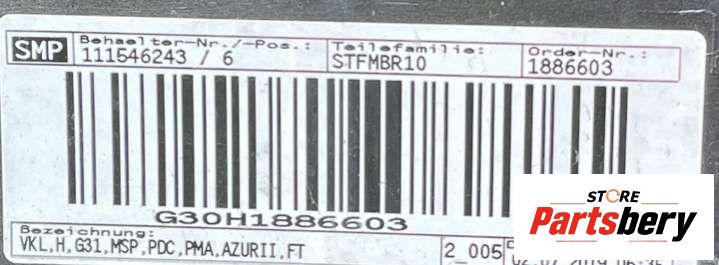 SMP
Behaelter-Nr./-Pos.: Teilefamilie: Order-Nr.:
111546243 / 6 STFMBR10 1886603
G30H1886603
Bezeichnung:
VKL,H,G31,MSP,PDC,PMA,AZURII,FT 2_005
STORE
Partsbery